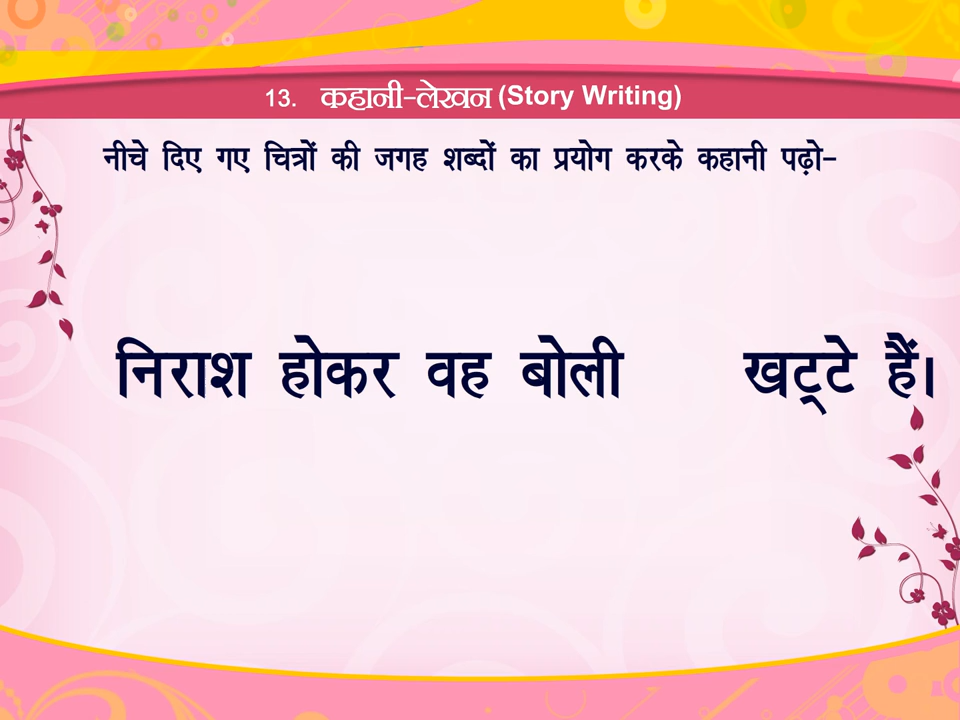 13. कहानी-लेखन (Story Writing)
नीचे दिए गए चित्रों की जगह शब्दों का प्रयोग करके कहानी पढ़ो-
निराश होकर वह बोली खट्टे हैं।